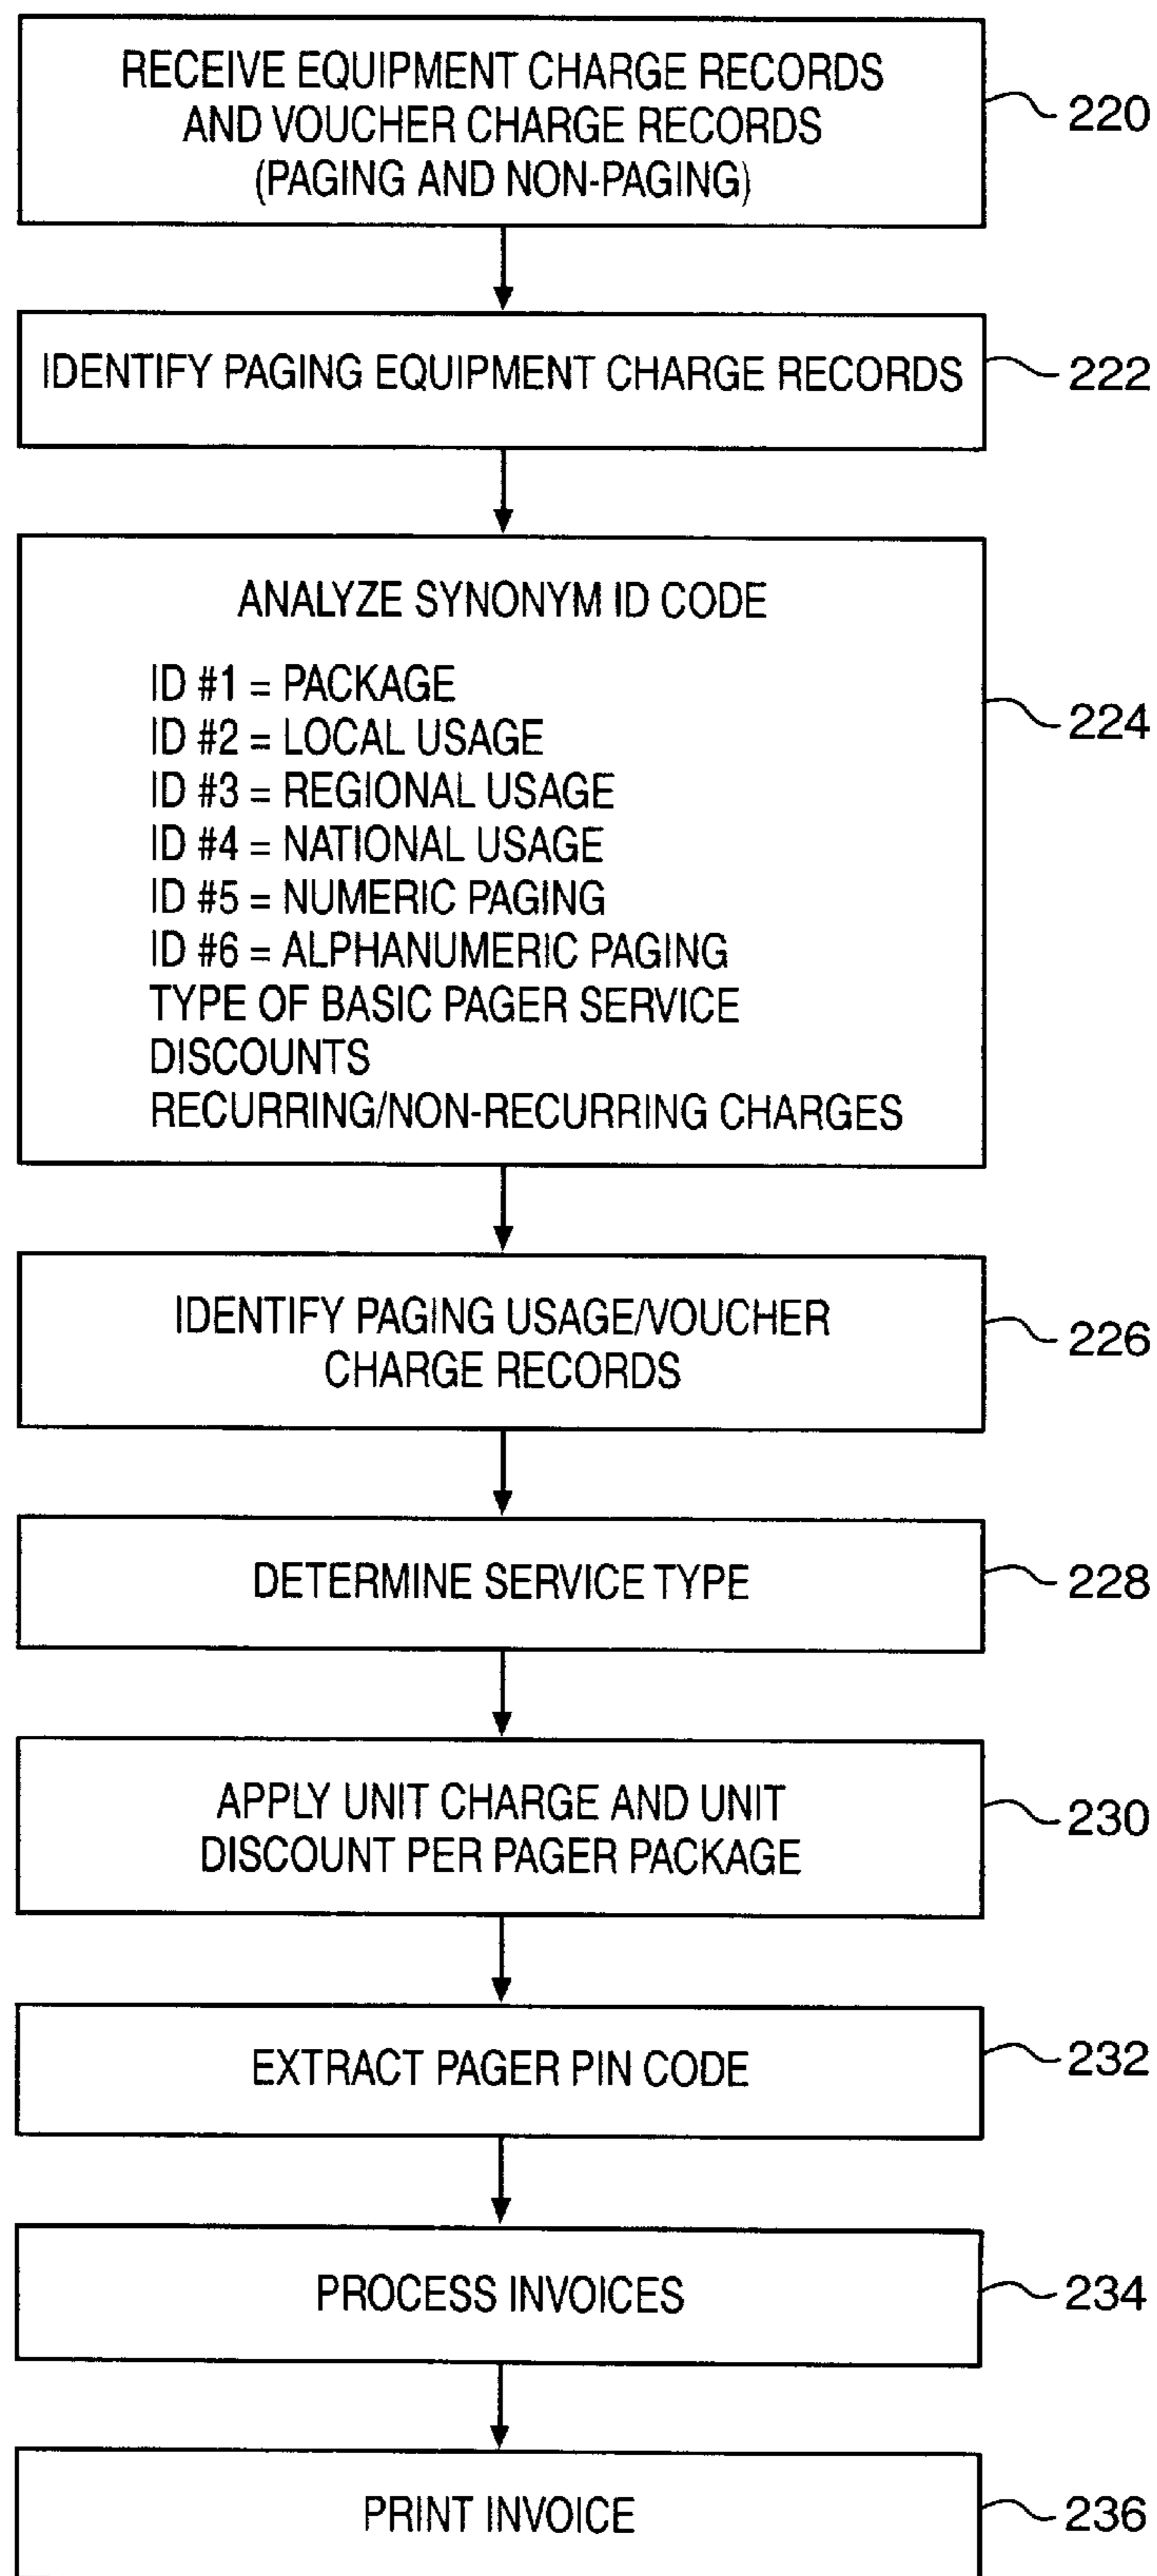 RECEIVE EQUIPMENT CHARGE RECORDS
AND VOUCHER CHARGE RECORDS
(PAGING AND NON-PAGING)
220
IDENTIFY PAGING EQUIPMENT CHARGE RECORDS
222
ANALYZE SYNONYM ID CODE
ID #1 = PACKAGE
ID #2 = LOCAL USAGE
ID #3 = REGIONAL USAGE
ID #4 = NATIONAL USAGE
ID #5 = NUMERIC PAGING
ID #6 = ALPHANUMERIC PAGING
TYPE OF BASIC PAGER SERVICE
DISCOUNTS
RECURRING/NON-RECURRING CHARGES
224
IDENTIFY PAGING USAGE/VOUCHER
CHARGE RECORDS
226
DETERMINE SERVICE TYPE
228
APPLY UNIT CHARGE AND UNIT
DISCOUNT PER PAGER PACKAGE
230
EXTRACT PAGER PIN CODE
232
PROCESS INVOICES
234
PRINT INVOICE
236